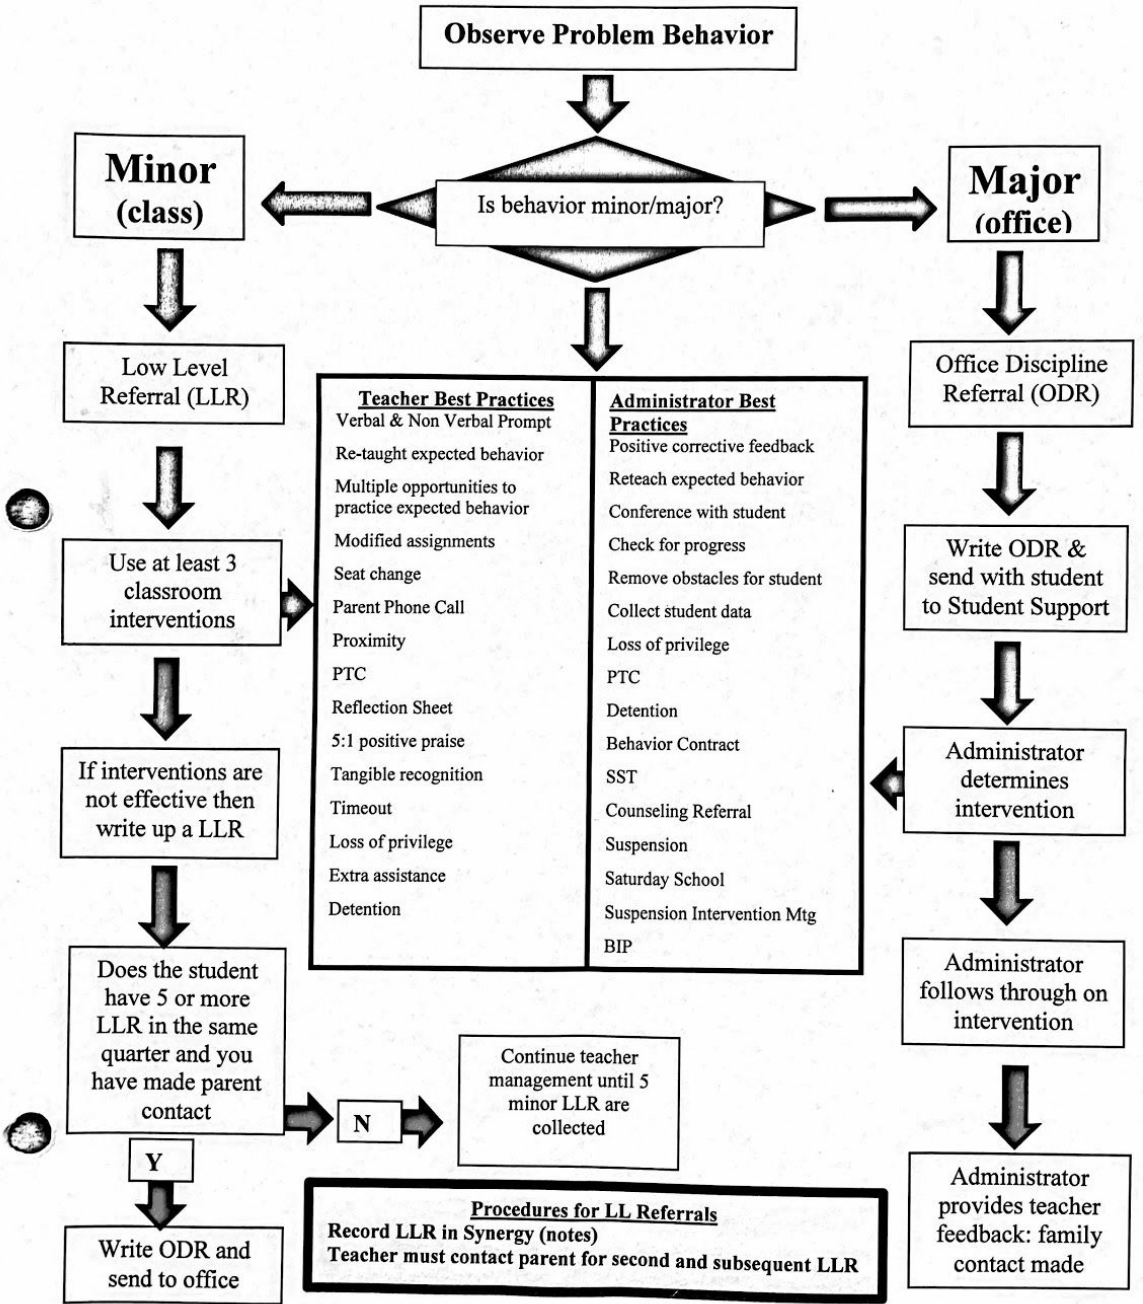 Observe Problem Behavior
Is behavior minor/major?
Minor
(class)
Major
(office)
Low Level
Referral (LLR)
Use at least 3
classroom
interventions
If interventions are
not effective then
write up a LLR
Does the student
have 5 or more
LLR in the same
quarter and you
have made parent
contact
N
Continue teacher
management until 5
minor LLR are
collected
Y
Write ODR and
send to office
Teacher Best Practices
Verbal & Non Verbal Prompt
Re-taught expected behavior
Multiple opportunities to
practice expected behavior
Modified assignments
Seat change
Parent Phone Call
Proximity
PTC
Reflection Sheet
5:1 positive praise
Tangible recognition
Timeout
Loss of privilege
Extra assistance
Detention
Administrator Best
Practices
Positive corrective feedback
Reteach expected behavior
Conference with student
Check for progress
Remove obstacles for student
Collect student data
Loss of privilege
PTC
Detention
Behavior Contract
SST
Counseling Referral
Suspension
Saturday School
Suspension Intervention Mtg
BIP
Office Discipline
Referral (ODR)
Write ODR &
send with student
to Student Support
Administrator
determines
intervention
Administrator
follows through on
intervention
Administrator
provides teacher
feedback: family
contact made
Procedures for LL Referrals
Record LLR in Synergy (notes)
Teacher must contact parent for second and subsequent LLR